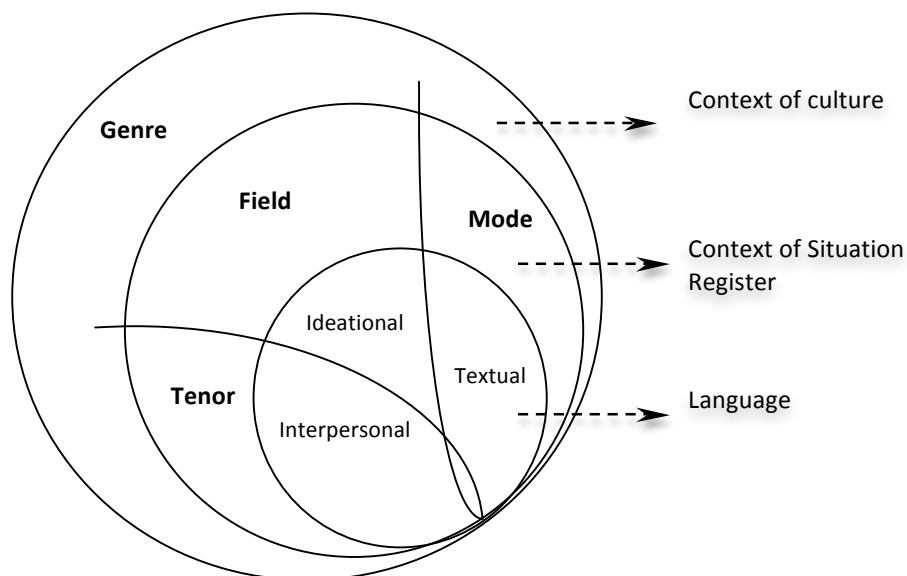 Context of culture
Genre
Field
Mode
Context of Situation
Register
Ideational
Textual
Tenor
Language
Interpersonal